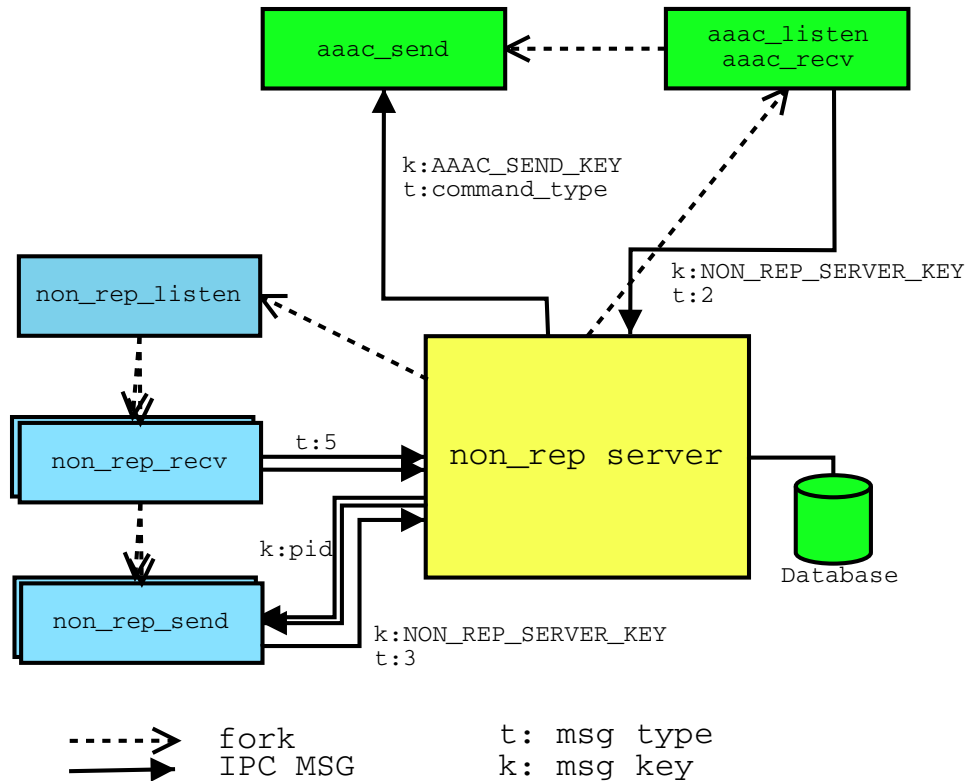 aaac_send
aaac_listen
aaac_recv
k:AAAC_SEND_KEY
t:command_type
k:NON_REP_SERVER_KEY
t:2
non_rep_listen
non_rep_recv
t:5
non_rep server
k:pid
Database
non_rep_send
k:NON_REP_SERVER_KEY
t:3
fork
t: msg type
IPC MSG
k: msg key